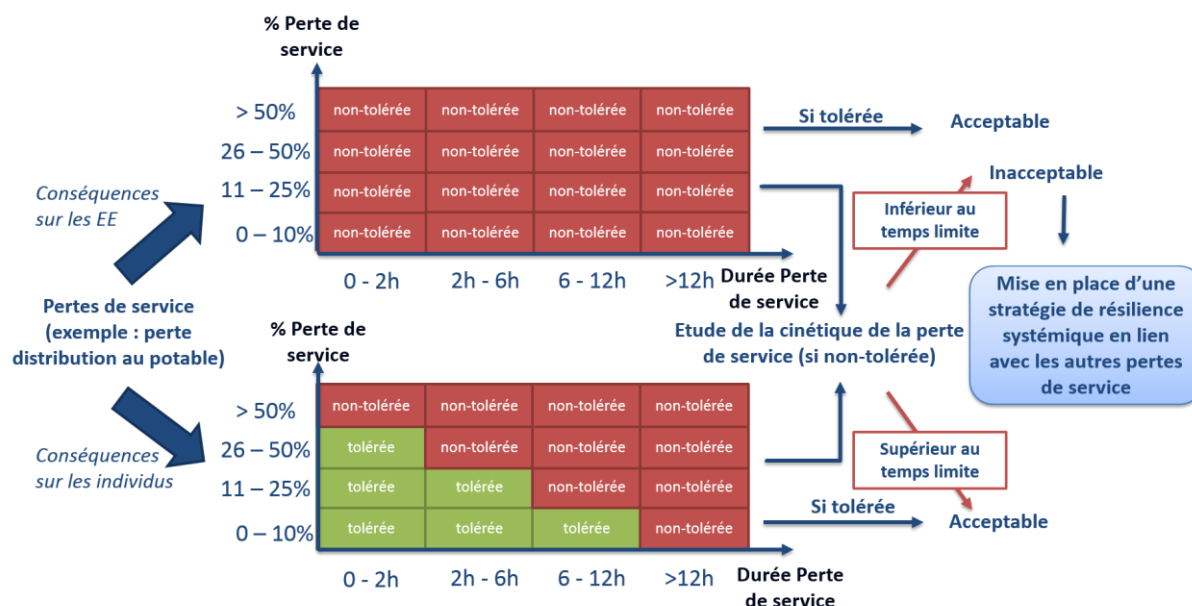 % Perte de
service
> 50%
non-tolérée non-tolérée non-tolérée non-tolérée
26 – 50%
non-tolérée non-tolérée non-tolérée non-tolérée
11 – 25%
non-tolérée non-tolérée non-tolérée non-tolérée
0 – 10%
non-tolérée non-tolérée non-tolérée non-tolérée
0 - 2h 2h - 6h 6 - 12h >12h
Durée Perte
de service
Si tolérée
Acceptable
Inacceptable
Inférieur au
temps limite
Conséquences
sur les EE
Pertes de service
(exemple : perte
distribution au potable)
Conséquences
sur les individus
Etude de la cinétique de la perte
de service (si non-tolérée)
Mise en place d’une
stratégie de résilience
systémique en lien
avec les autres pertes
de service
% Perte de
service
> 50%
non-tolérée non-tolérée non-tolérée non-tolérée
26 – 50%
tolérée non-tolérée non-tolérée non-tolérée
11 – 25%
tolérée tolérée non-tolérée non-tolérée
0 – 10%
tolérée tolérée tolérée non-tolérée
0 - 2h 2h - 6h 6 - 12h >12h
Durée Perte
de service
Supérieur au
temps limite
Si tolérée
Acceptable